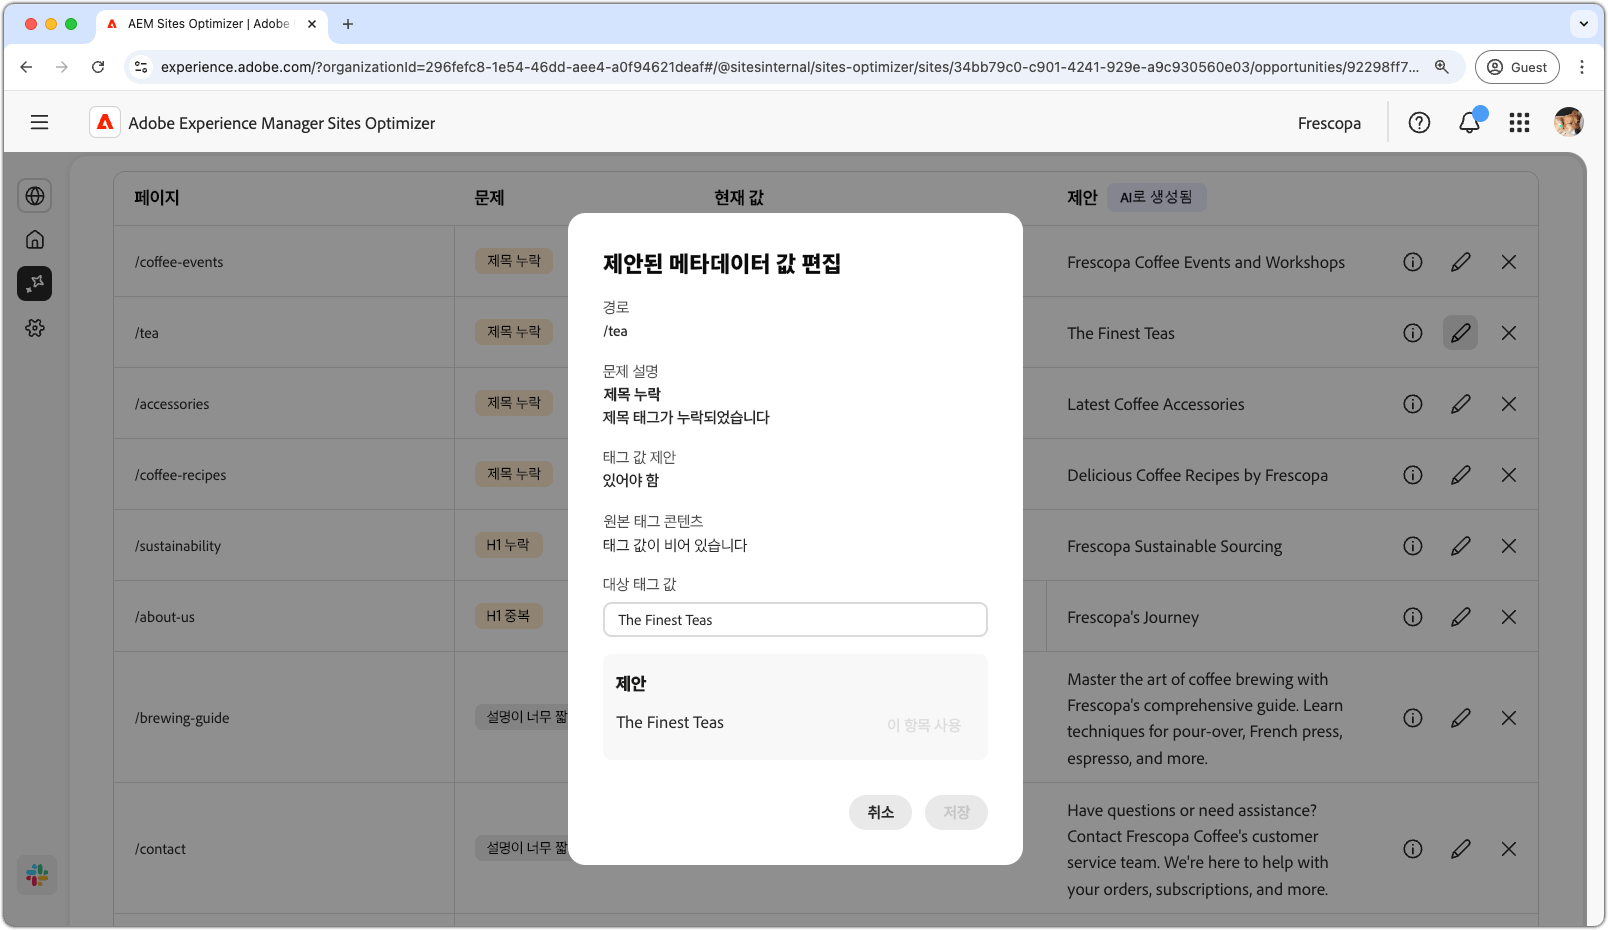 AEM Sites Optimizer | Adobe
experience.adobe.com/?organizationId=296fefc8-1e54-46dd-aee4-a0f94621deaf#/@sitesinternal/sites-optimizer/sites/34bb79c0-c901-4241-929e-a9c930560e03/opportunities/92298ff7...
Guest
Adobe Experience Manager Sites Optimizer
Frescopa
페이지 문제 현재 값 제안 AI로 생성됨
/coffee-events 제목 누락 Frescopa Coffee Events and Workshops
/tea 제목 누락 The Finest Teas
/accessories 제목 누락 Latest Coffee Accessories
/coffee-recipes 제목 누락 Delicious Coffee Recipes by Frescopa
/sustainability H1 누락 Frescopa Sustainable Sourcing
/about-us H1 중복 Frescopa's Journey
/brewing-guide 설명이 너무 짧
Master the art of coffee brewing with
Frescopa's comprehensive guide. Learn
techniques for pour-over, French press,
espresso, and more.
/contact 설명이 너무 짧
Have questions or need assistance?
Contact Frescopa Coffee's customer
service team. We're here to help with
your orders, subscriptions, and more.
제안된 메타데이터 값 편집
경로
/tea
문제 설명
제목 누락
제목 태그가 누락되었습니다
태그 값 제안
있어야 함
원본 태그 콘텐츠
태그 값이 비어 있습니다
대상 태그 값
The Finest Teas
제안
The Finest Teas 이 항목 사용
취소 저장